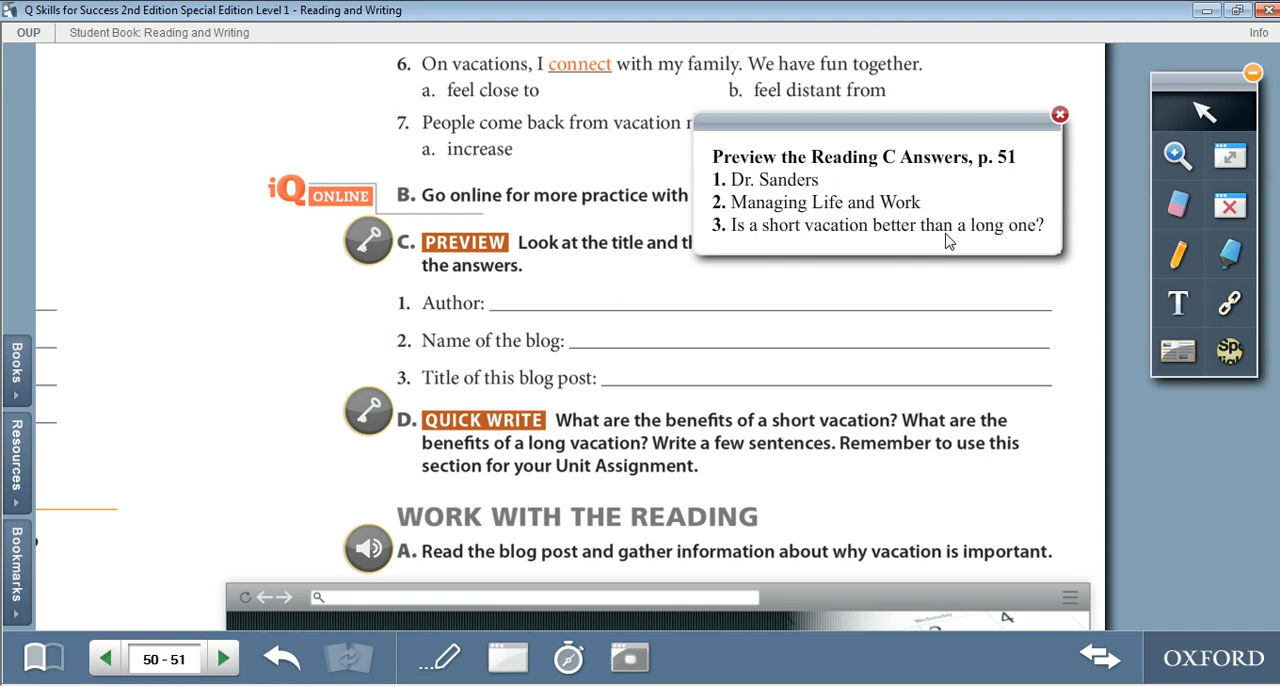 Q Skills for Success 2nd Edition Special Edition Level 1 - Reading and Writing
OUP Student Book: Reading and Writing Info
6. On vacations, I connect with my family. We have fun together.
a. feel close to b. feel distant from
7. People come back from vacation
a. increase
Preview the Reading C Answers, p. 51
1. Dr. Sanders
2. Managing Life and Work
3. Is a short vacation better than a long one?
iQ ONLINE B. Go online for more practice with
C. PREVIEW Look at the title and
the answers.
1. Author:
2. Name of the blog:
3. Title of this blog post:
D. QUICK WRITE What are the benefits of a short vacation? What are the
benefits of a long vacation? Write a few sentences. Remember to use this
section for your Unit Assignment.
WORK WITH THE READING
A. Read the blog post and gather information about why vacation is important.
Books
Resources
Bookmarks
T
4
50 - 51
OXFORD